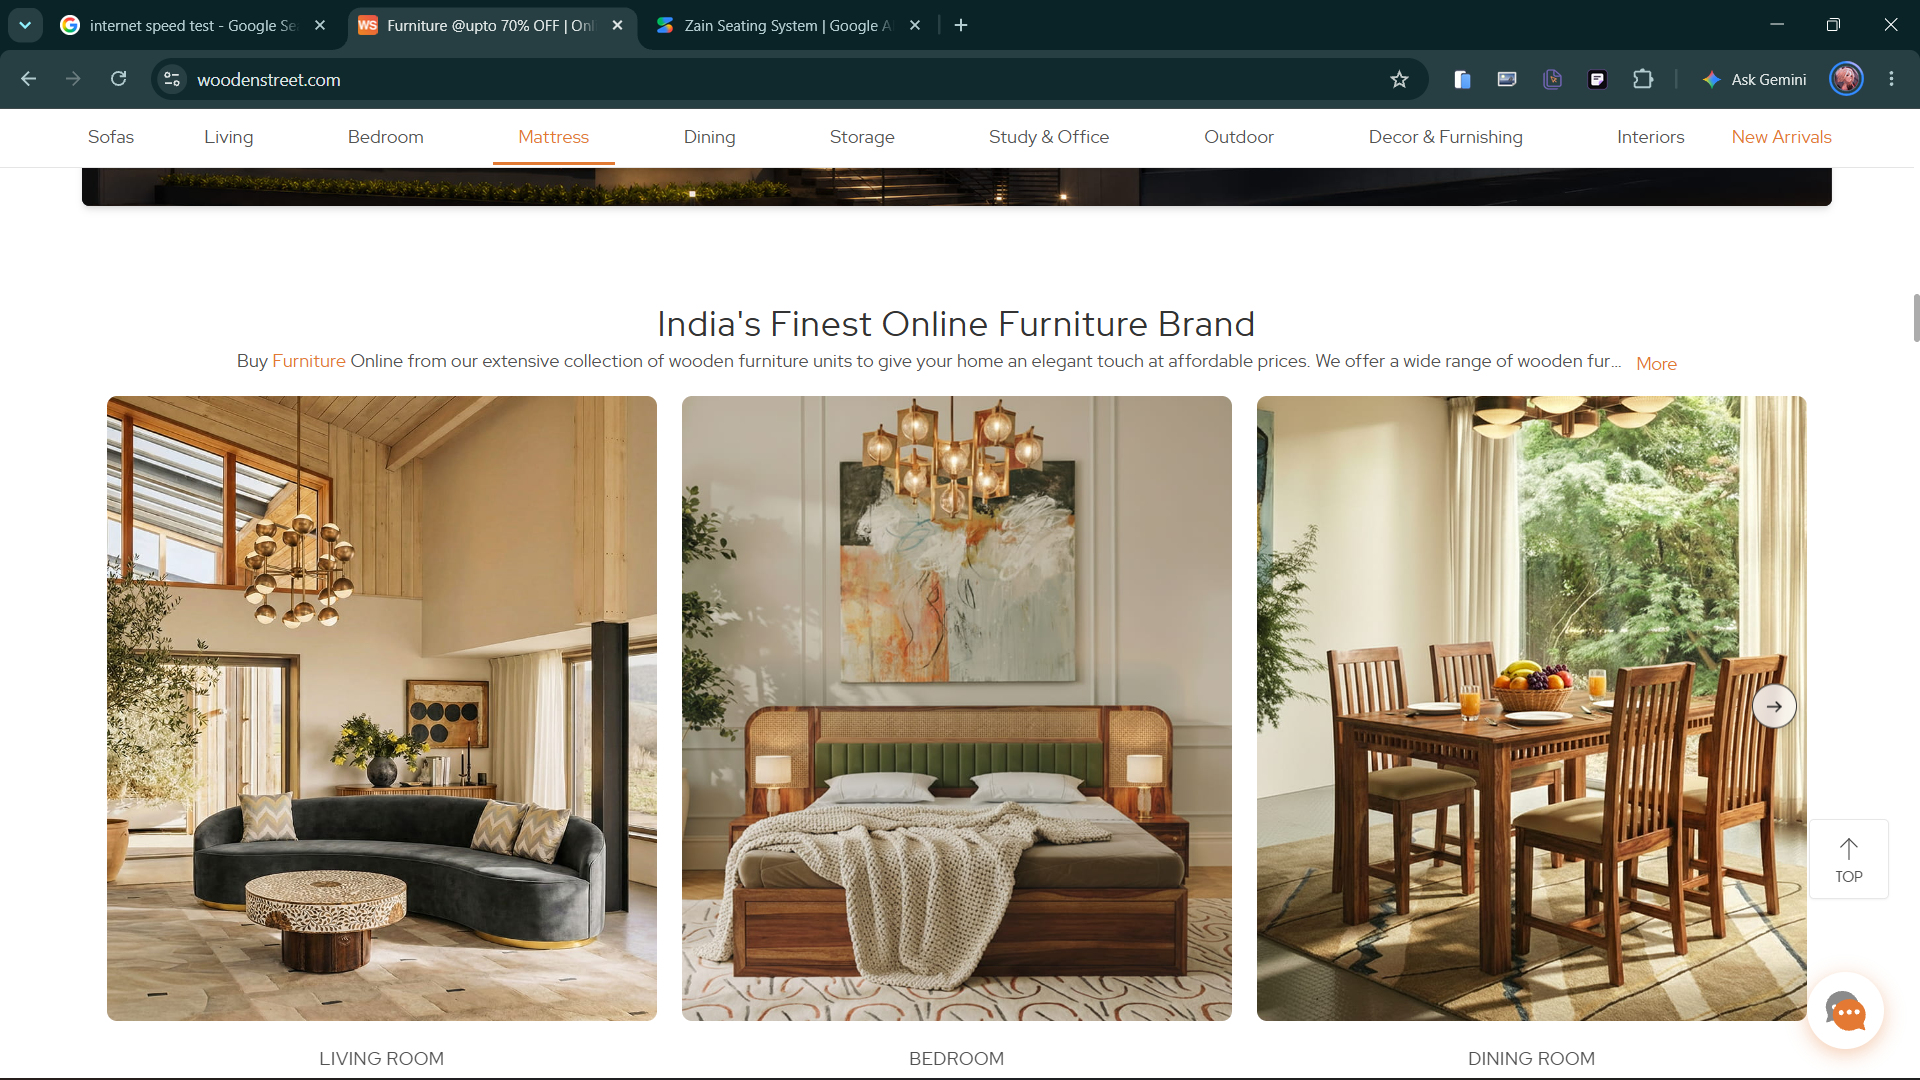 internet speed test - Google Se
WS
Furniture @upto 70% OFF | Onl
Zain Seating System | Google A
woodenstreet.com
Ask Gemini
Sofas
Living
Bedroom
Mattress
Dining
Storage
Study & Office
Outdoor
Decor & Furnishing
Interiors
New Arrivals
India's Finest Online Furniture Brand
Buy Furniture Online from our extensive collection of wooden furniture units to give your home an elegant touch at affordable prices. We offer a wide range of wooden fur... More
TOP
LIVING ROOM
BEDROOM
DINING ROOM